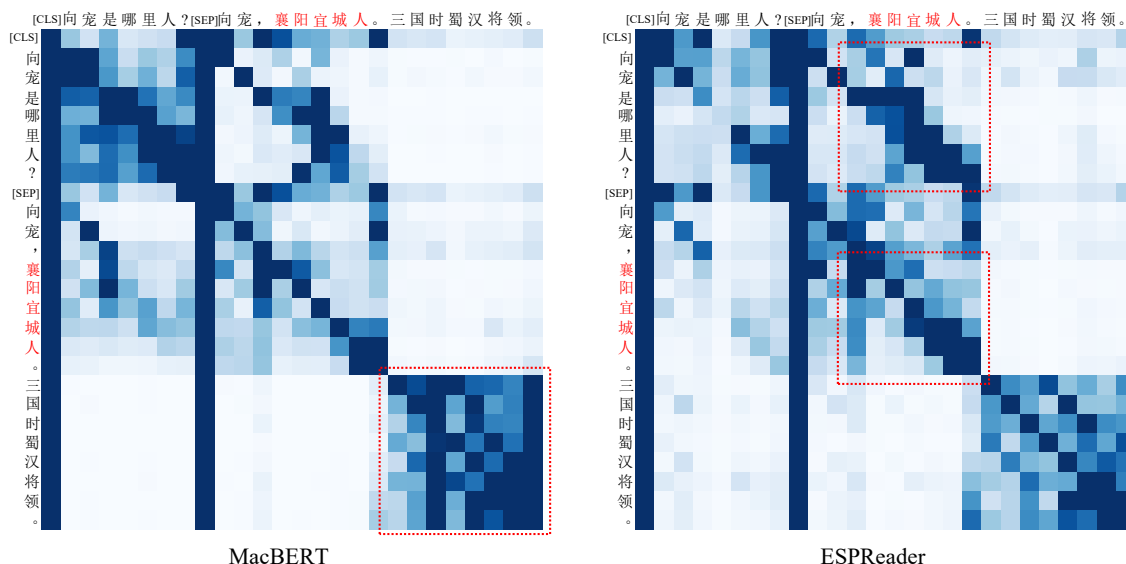 [CLS]向宠是哪里人?[SEP]向宠，襄阳宜城人。三国时蜀汉将领。
[CLS]
向
宠
是
哪
里
人
?
[SEP]
向
宠
，
襄
阳
宜
城
人
。
三
国
时
蜀
汉
将
领
。
MacBERT
[CLS]向宠是哪里人?[SEP]向宠，襄阳宜城人。三国时蜀汉将领。
[CLS]
向
宠
是
哪
里
人
?
[SEP]
向
宠
，
襄
阳
宜
城
人
。
三
国
时
蜀
汉
将
领
。
ESPReader